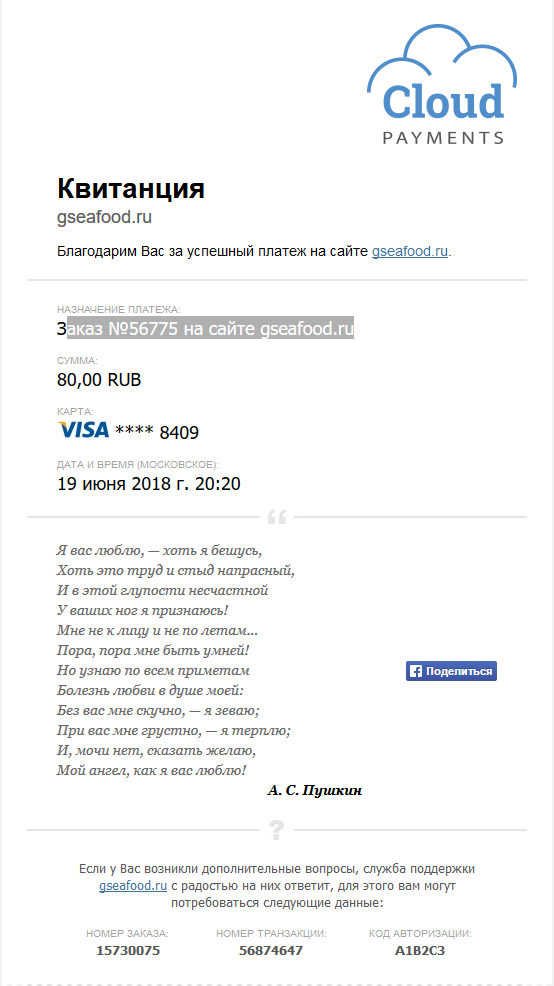 Cloud
PAYMENTS
Квитанция
gseafood.ru
Благодарим Вас за успешный платеж на сайте gseafood.ru.
НАЗНАЧЕНИЕ ПЛАТЕЖА:
Заказ №56775 на сайте gseafood.ru
СУММА:
80,00 RUB
КАРТА:
VISA **** 8409
ДАТА И ВРЕМЯ (МОСКОВСКОЕ):
19 июня 2018 г. 20:20
“
Я вас люблю, — хоть я бешусь,
Хоть это труд и стыд напрасный,
И в этой глупости несчастной
У ваших ног я признаюсь!
Мне не к лицу и не по летам...
Пора, пора мне быть умней!
Но узнаю по всем приметам
Болезнь любви в душе моей:
Без вас мне скучно, — я зеваю;
При вас мне грустно, — я терплю;
И, мочи нет, сказать желаю,
Мой ангел, как я вас люблю!
А. С. Пушкин
Поделиться
?
Если у Вас возникли дополнительные вопросы, служба поддержки
gseafood.ru с радостью на них ответит, для этого вам могут
потребоваться следующие данные:
НОМЕР ЗАКАЗА: НОМЕР ТРАНЗАКЦИИ: КОД АВТОРИЗАЦИИ:
15730075 56874647 A1B2C3